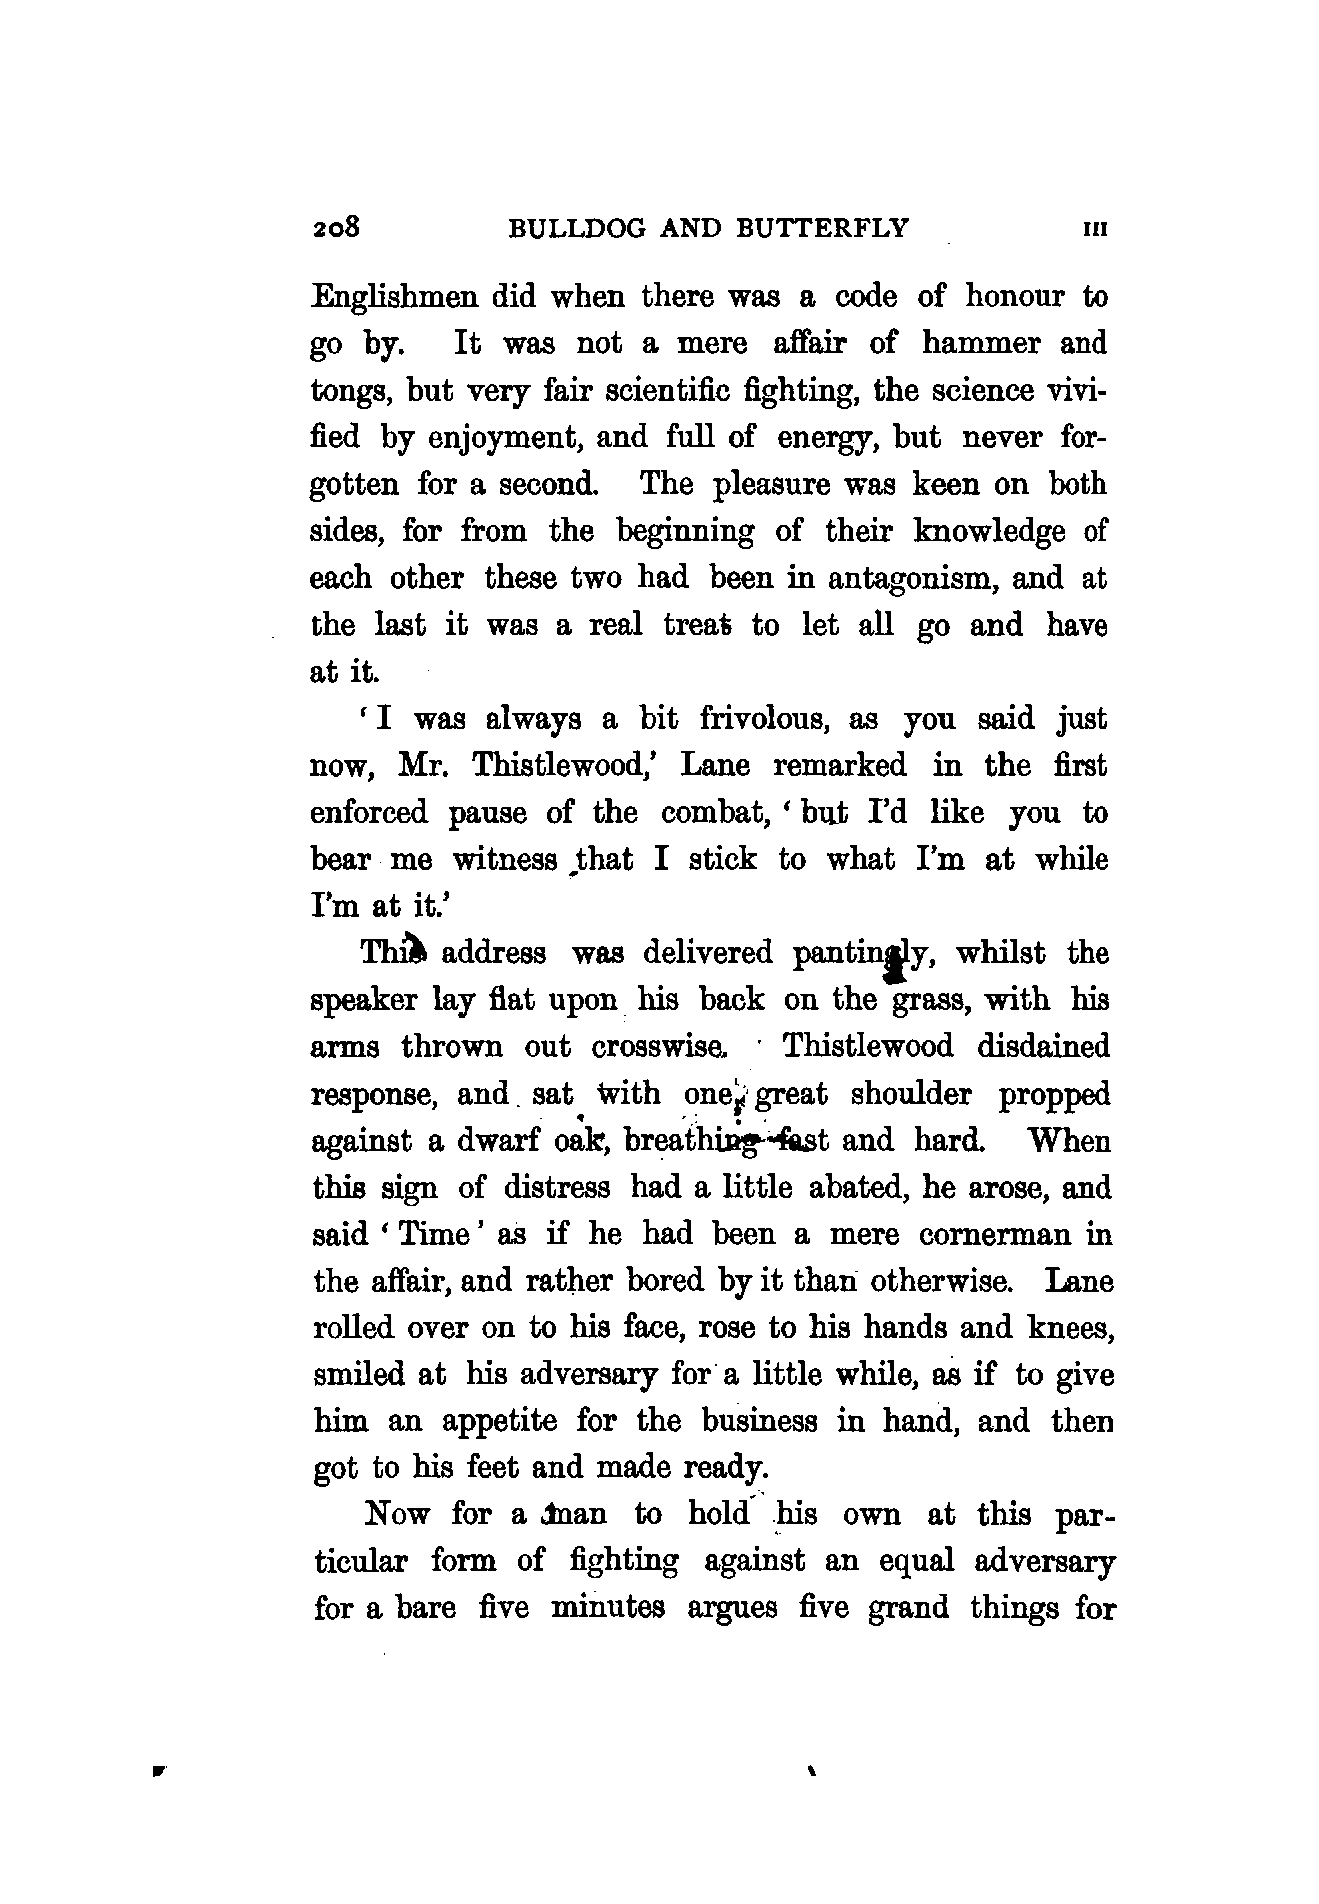 208 BULLDOG AND BUTTERFLY III
Englishmen did when there was a code of honour to
go by. It was not a mere affair of hammer and
tongs, but very fair scientific fighting, the science vivi-
fied by enjoyment, and full of energy, but never for-
gotten for a second. The pleasure was keen on both
sides, for from the beginning of their knowledge of
each other these two had been in antagonism, and at
the last it was a real treat to let all go and have
at it.
‘I was always a bit frivolous, as you said just
now, Mr. Thistlewood,’ Lane remarked in the first
enforced pause of the combat, ‘but I’d like you to
bear me witness that I stick to what I’m at while
I’m at it.’
This address was delivered pantingly, whilst the
speaker lay flat upon his back on the grass, with his
arms thrown out crosswise. Thistlewood disdained
response, and sat with one great shoulder propped
against a dwarf oak, breathing fast and hard. When
this sign of distress had a little abated, he arose, and
said ‘Time’ as if he had been a mere cornerman in
the affair, and rather bored by it than otherwise. Lane
rolled over on to his face, rose to his hands and knees,
smiled at his adversary for a little while, as if to give
him an appetite for the business in hand, and then
got to his feet and made ready.
Now for a man to hold his own at this par-
ticular form of fighting against an equal adversary
for a bare five minutes argues five grand things for